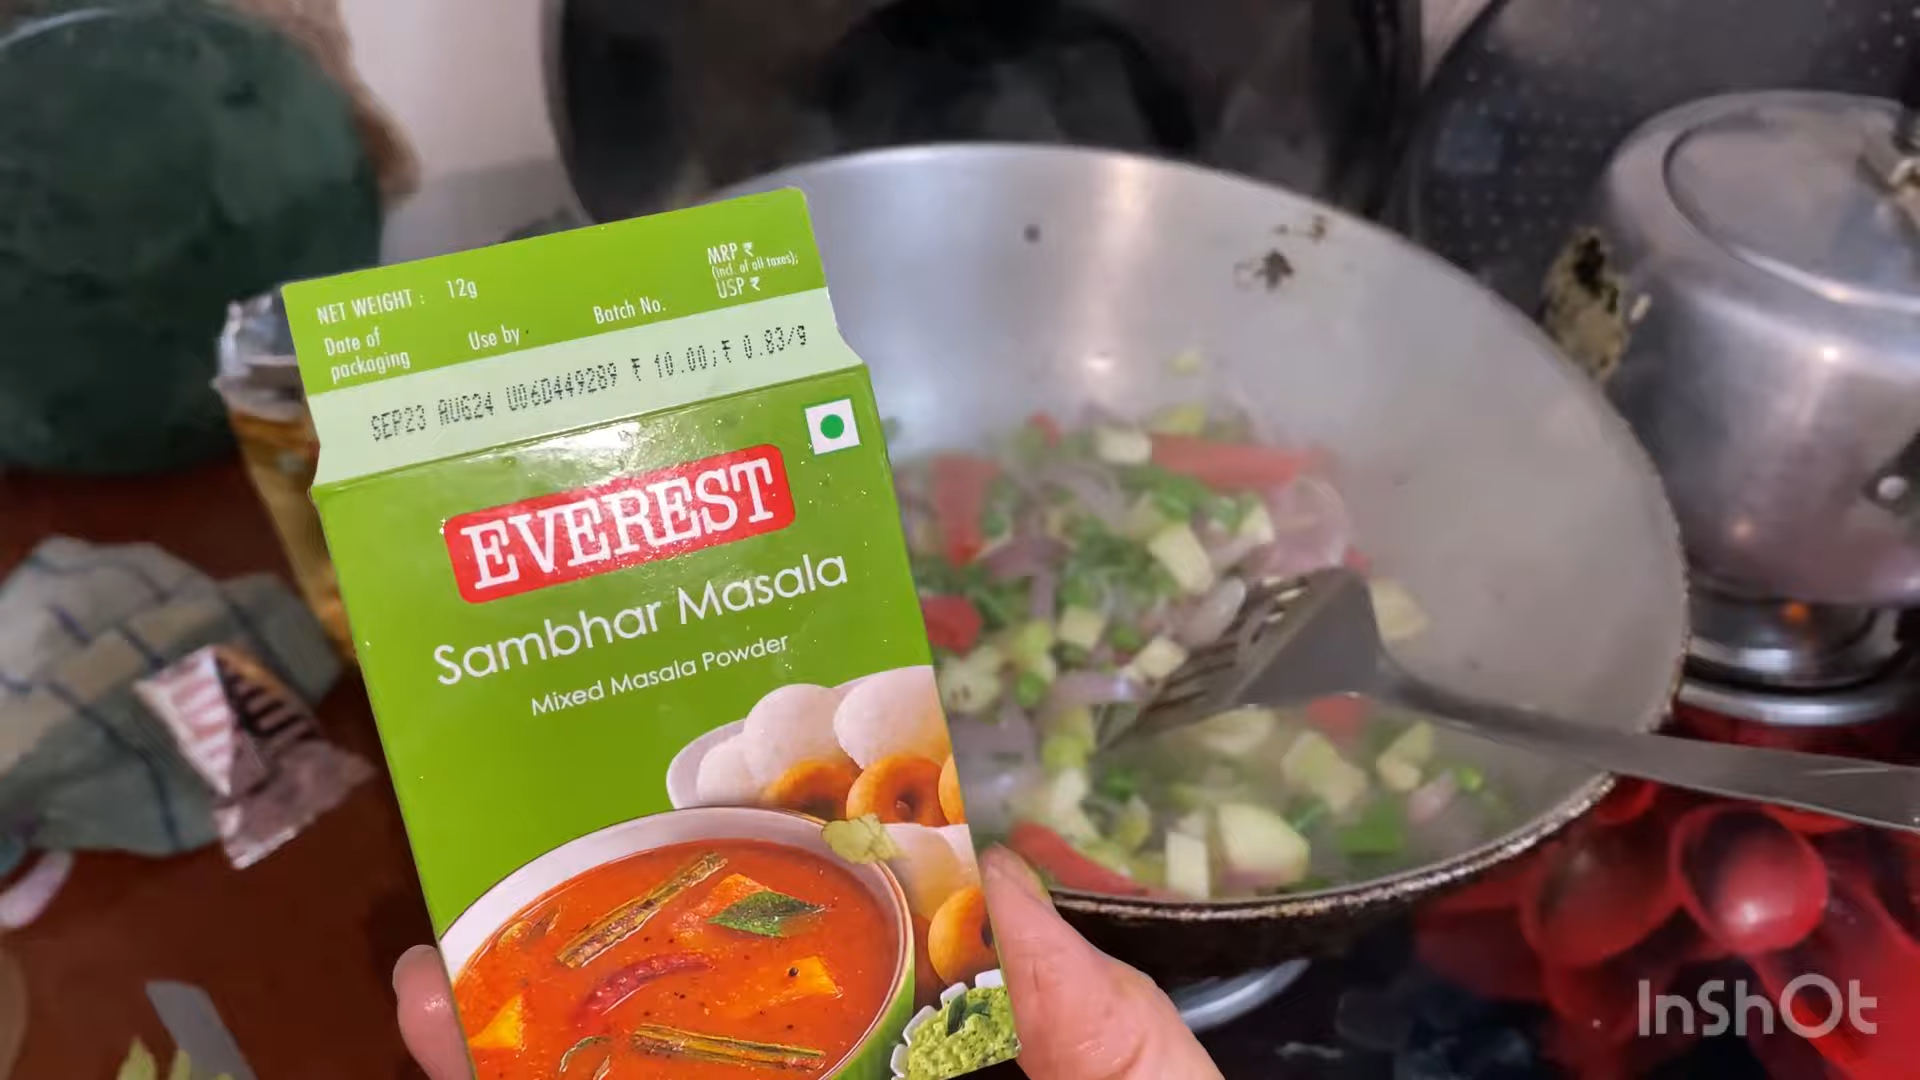 NET WEIGHT : 12g
MRP ₹
(incl. of all taxes);
USP ₹
Date of packaging
Use by
Batch No.
SEP23 AUG24 U06D449289 ₹ 10.00;₹ 0.83/g
EVEREST
Sambhar Masala
Mixed Masala Powder
InShOt